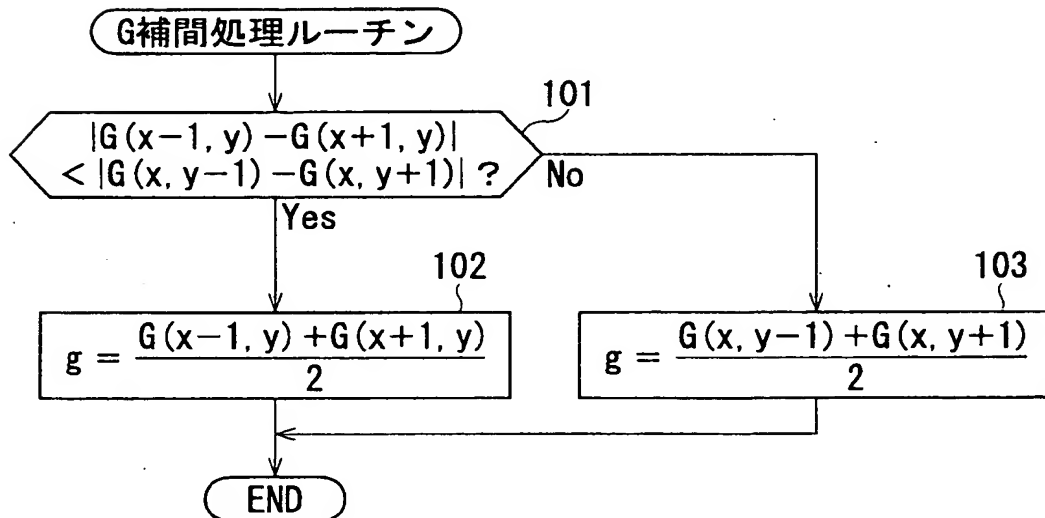 G補間処理ルーチン
101
|G(x−1, y) −G(x+1, y)|
< |G(x, y−1) −G(x, y+1)| ?
No
Yes
102
103
g = G(x−1, y) +G(x+1, y) / 2
g = G(x, y−1) +G(x, y+1) / 2
END